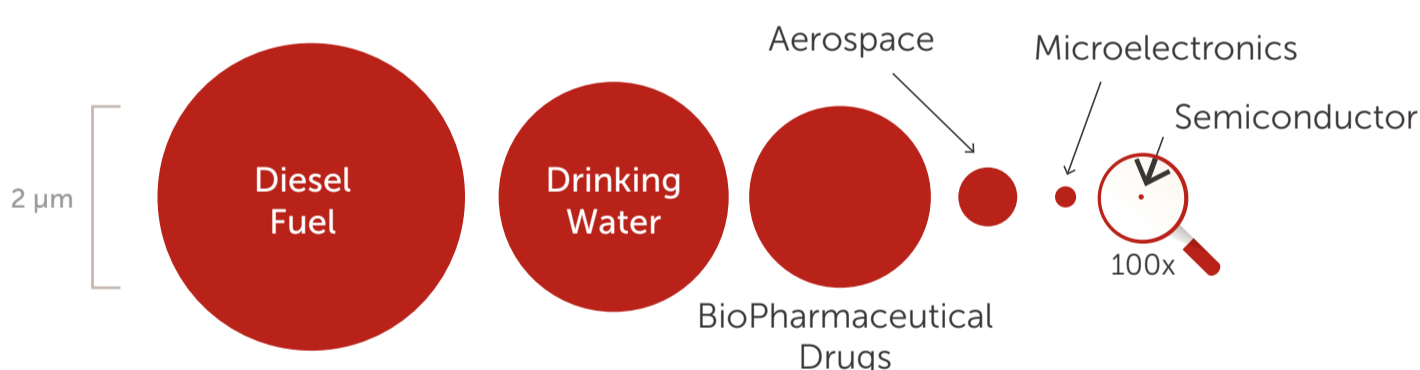 2 µm
Diesel
Fuel
Drinking
Water
BioPharmaceutical
Drugs
Aerospace
Microelectronics
Semiconductor
100x